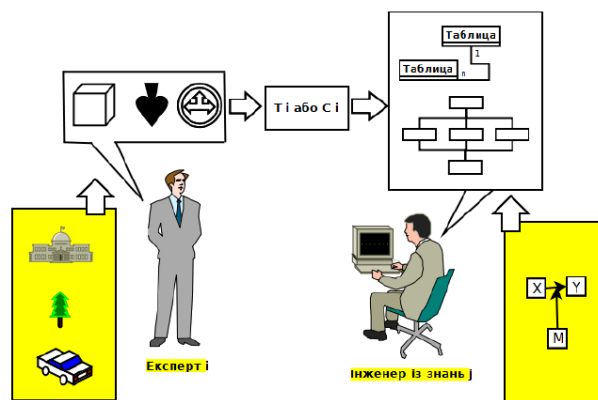 Таблица
1
Таблица
n
Т і або С і
X
Y
M
Експерт і
Інженер із знань j